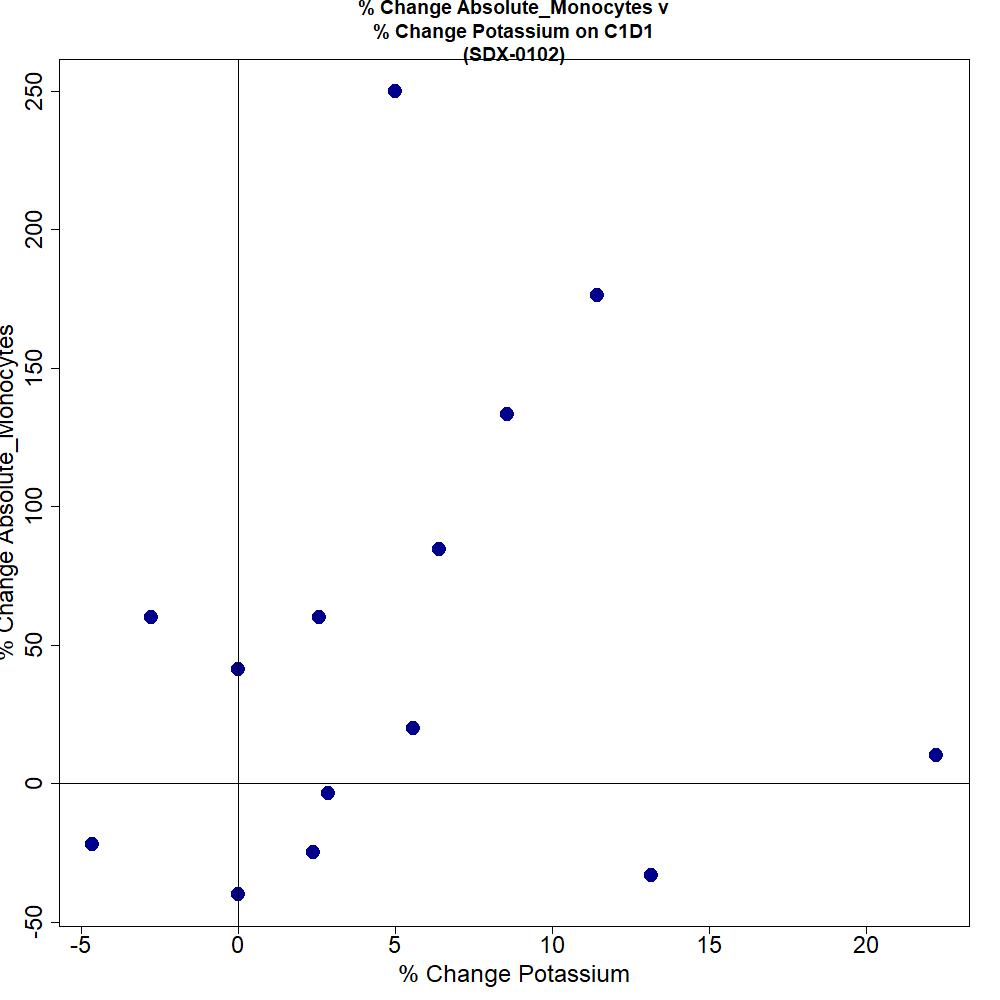 % Change Absolute_Monocytes v
% Change Potassium on C1D1
(SDX-0102)
% Change Absolute_Monocytes
250
200
150
100
50
0
-50
-5
0
5
10
15
20
% Change Potassium